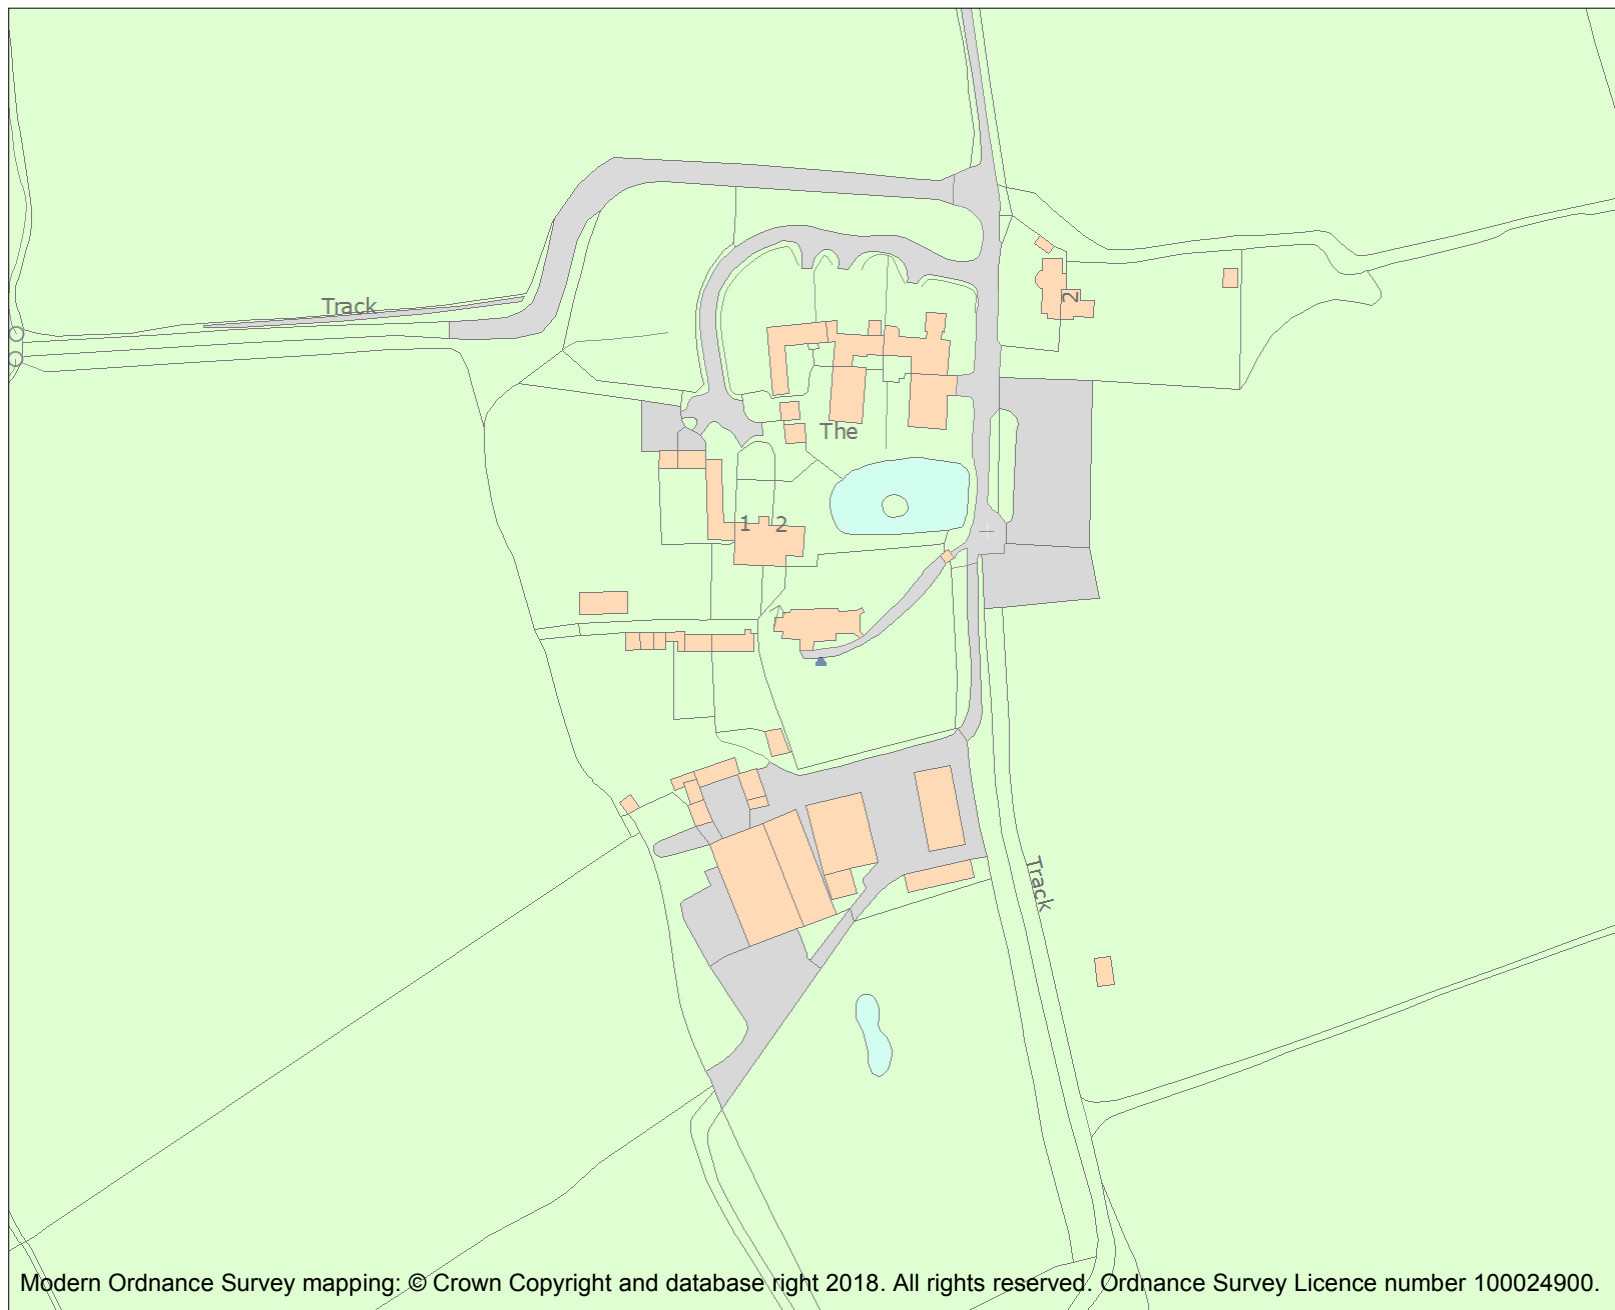 Track
2
The
1 2
Track
Modern Ordnance Survey mapping: © Crown Copyright and database right 2018. All rights reserved. Ordnance Survey Licence number 100024900.